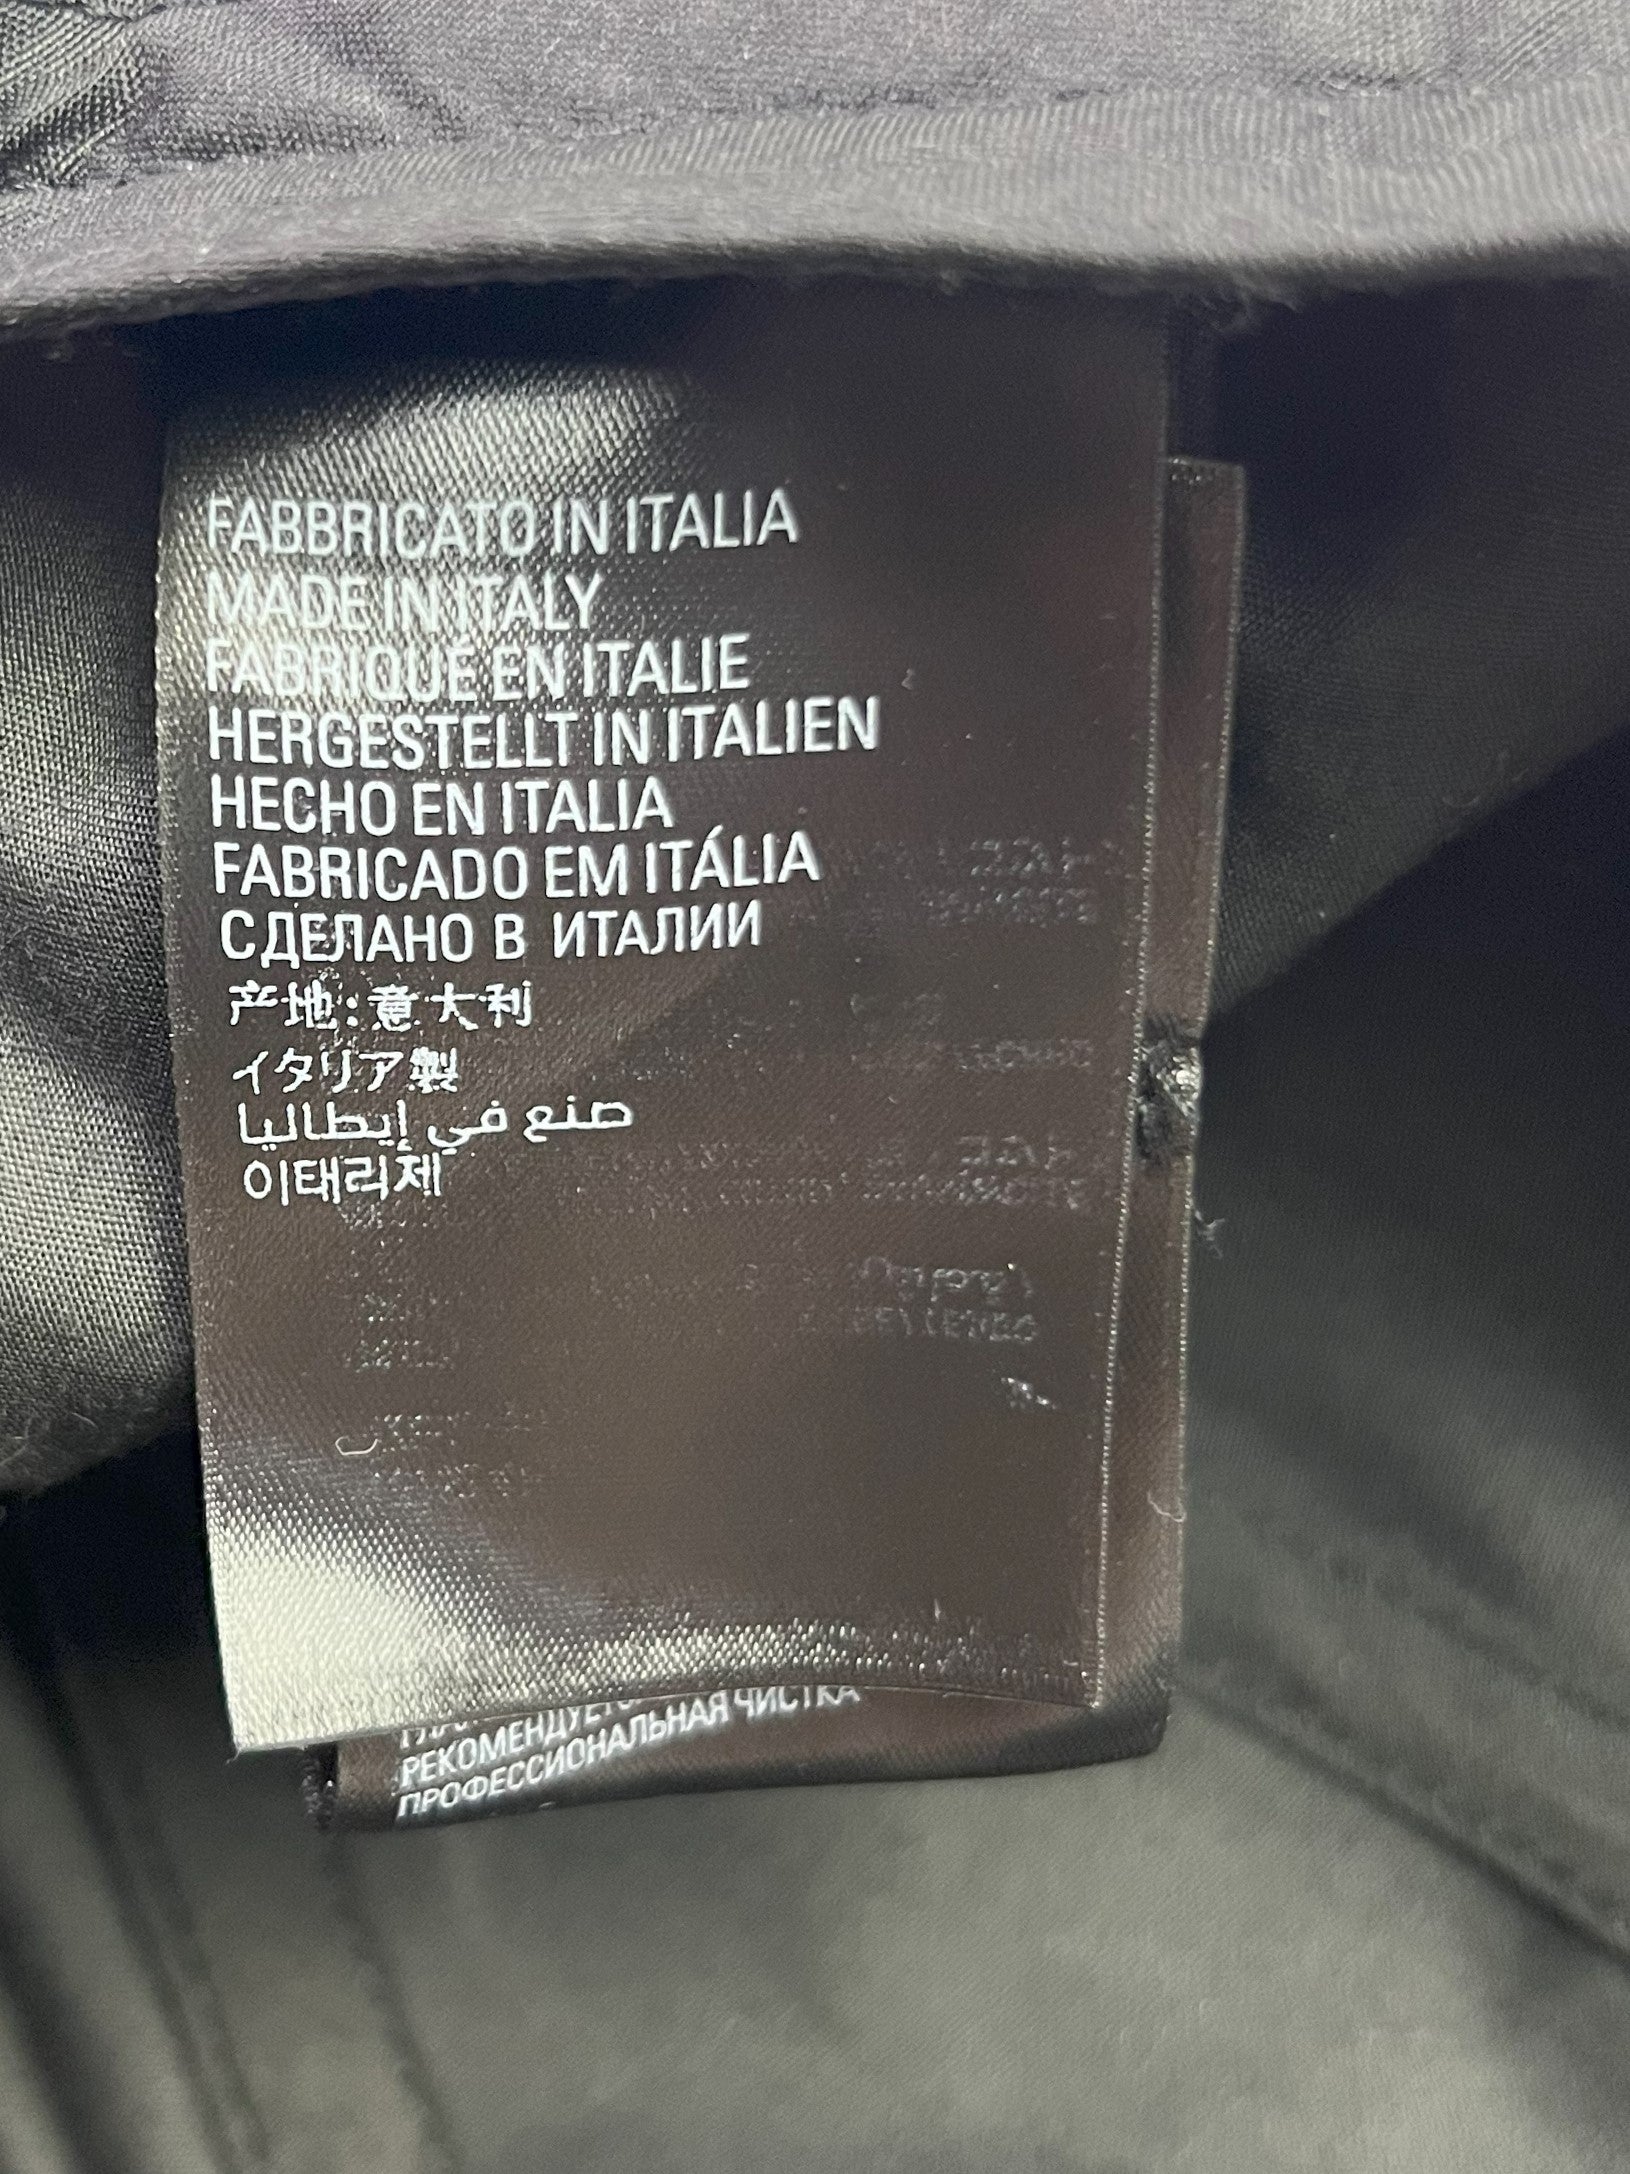 FABBRICATO IN ITALIA
MADE IN ITALY
FABRIQUÉ EN ITALIE
HERGESTELLT IN ITALIEN
HECHO EN ITALIA
FABRICADO EM ITÁLIA
СДЕЛАНО В ИТАЛИИ
产地:意大利
イタリア製
صنع في إيطاليا
이태리제
РЕКОМЕНДУЕТСЯ
ПРОФЕССИОНАЛЬНАЯ ЧИСТКА